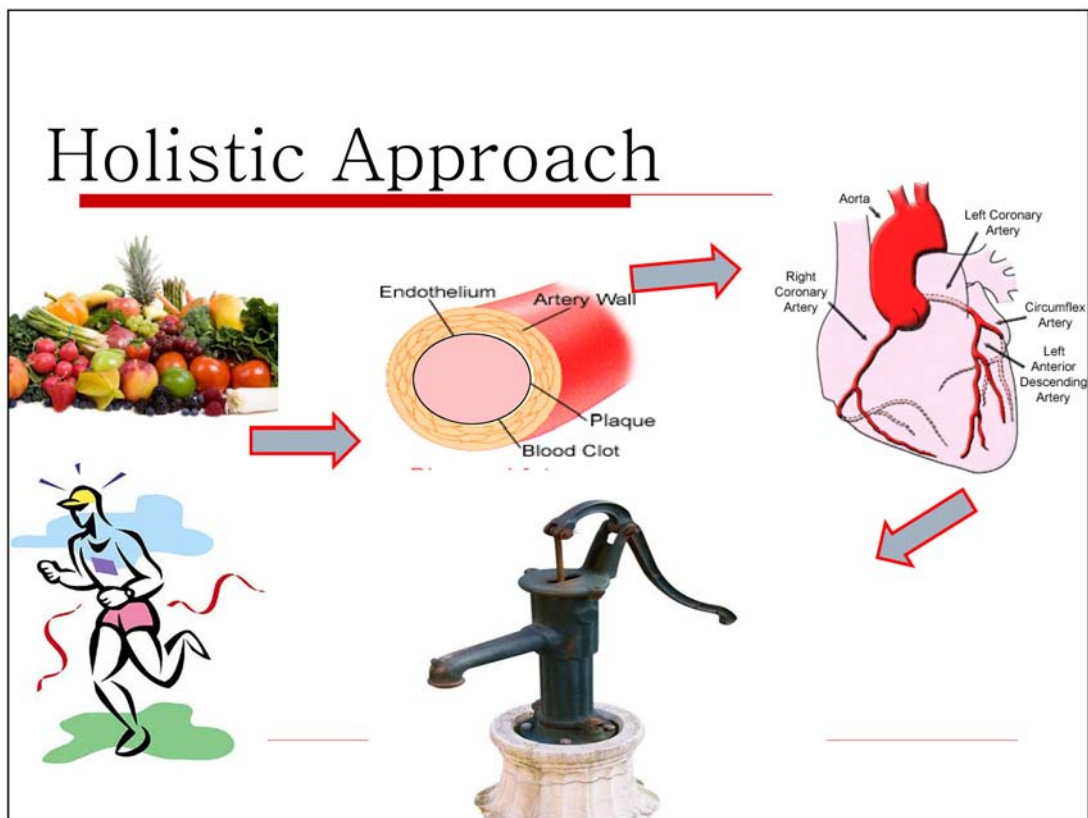 Holistic Approach
Endothelium
Artery Wall
Plaque
Blood Clot
Aorta
Left Coronary
Artery
Right
Coronary
Artery
Circumflex
Artery
Left
Anterior
Descending
Artery